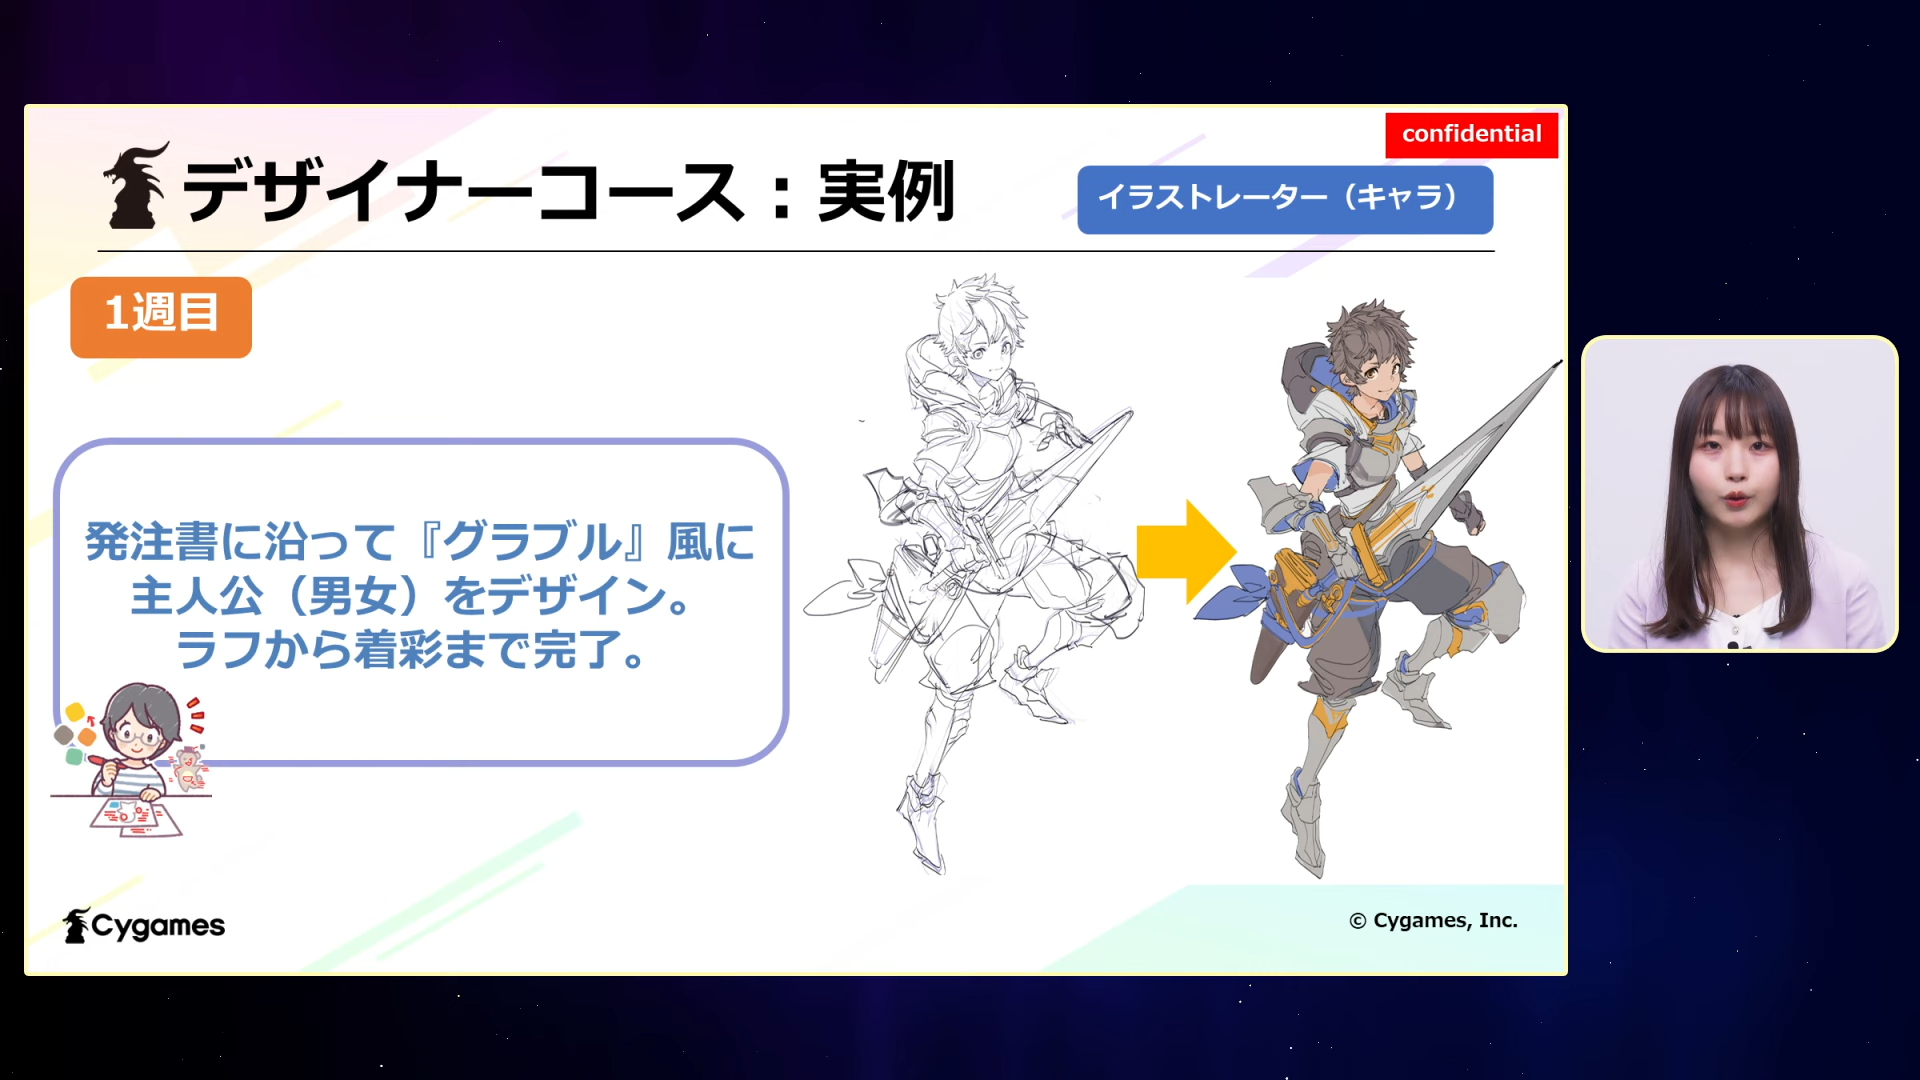 confidential
デザイナーコース：実例
イラストレーター（キャラ）
1週目
発注書に沿って『グラブル』風に
主人公（男女）をデザイン。
ラフから着彩まで完了。
Cygames
© Cygames, Inc.